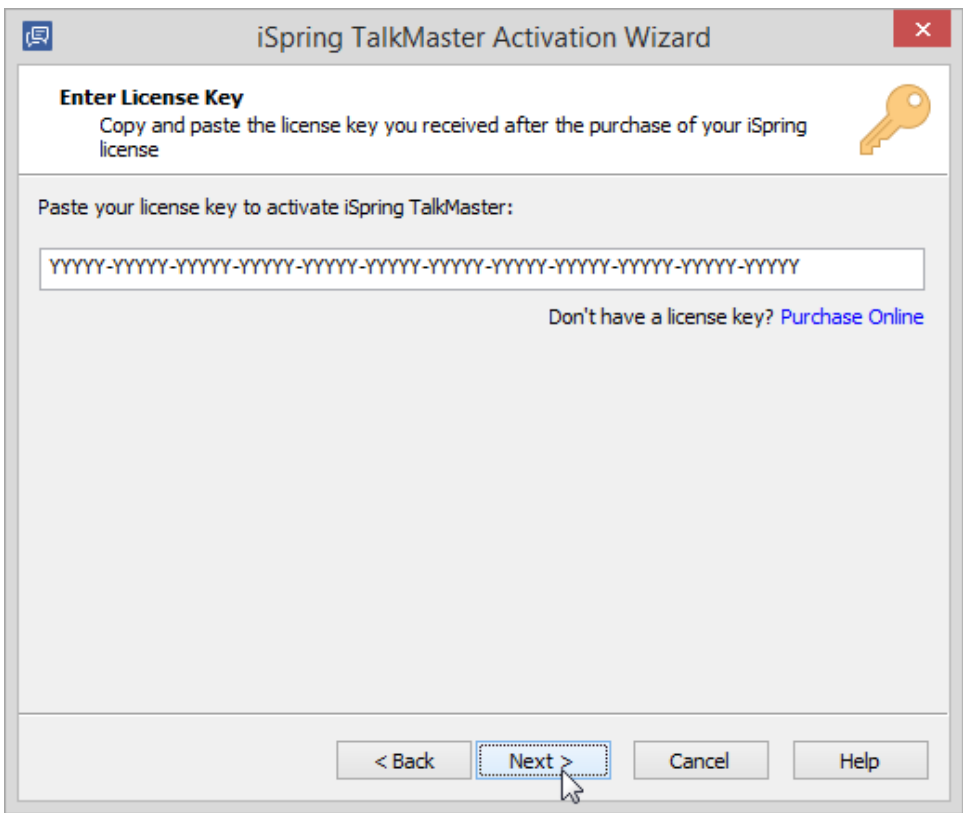 iSpring TalkMaster Activation Wizard
Enter License Key
Copy and paste the license key you received after the purchase of your iSpring
license
Paste your license key to activate iSpring TalkMaster:
YYYYY-YYYYY-YYYYY-YYYYY-YYYYY-YYYYY-YYYYY-YYYYY-YYYYY-YYYYY-YYYYY-YYYYY
Don't have a license key? Purchase Online
< Back Next > Cancel Help